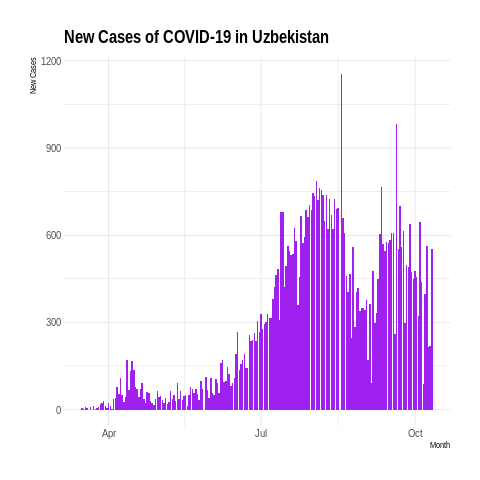 New Cases of COVID-19 in Uzbekistan
New Cases
1200
900
600
300
0
Apr
Jul
Oct
Month